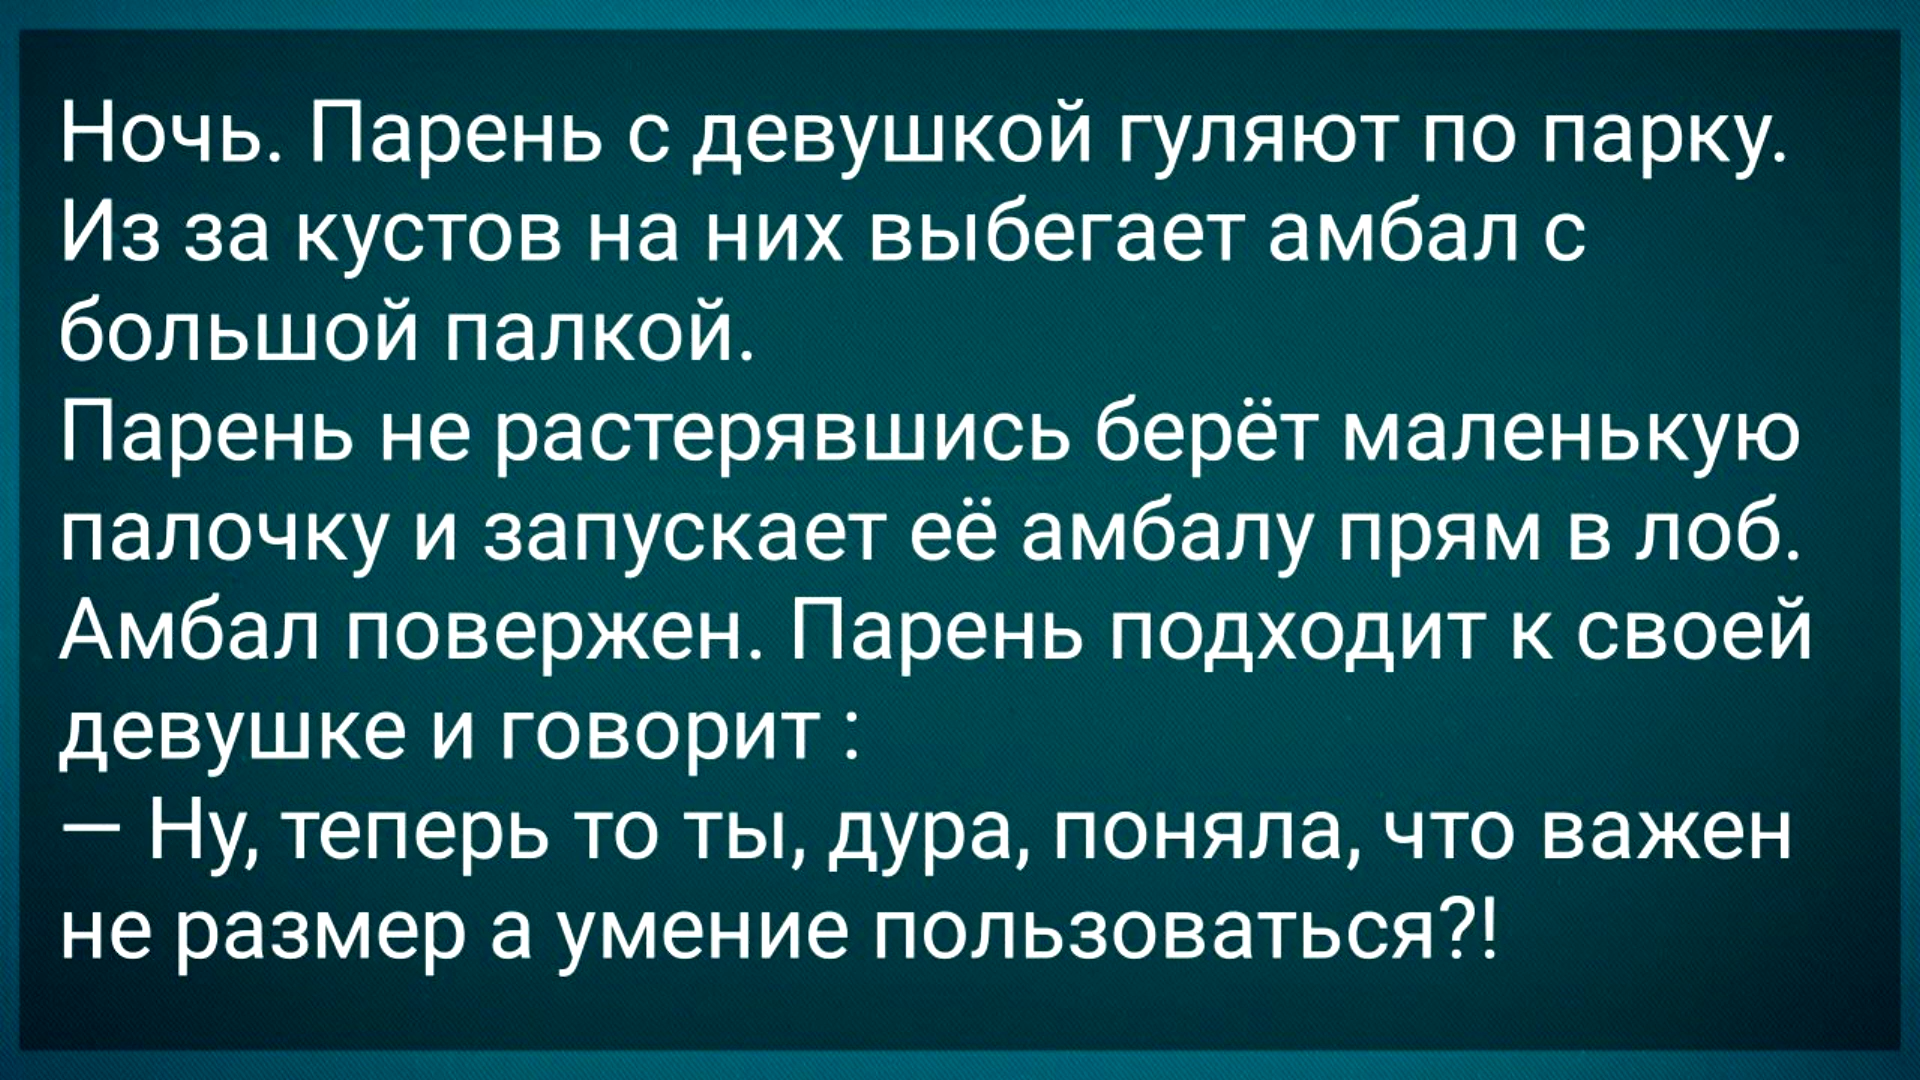 Ночь. Парень с девушкой гуляют по парку.
Из за кустов на них выбегает амбал с
большой палкой.
Парень не растерявшись берёт маленькую
палочку и запускает её амбалу прям в лоб.
Амбал повержен. Парень подходит к своей
девушке и говорит :
— Ну, теперь то ты, дура, поняла, что важен
не размер а умение пользоваться?!